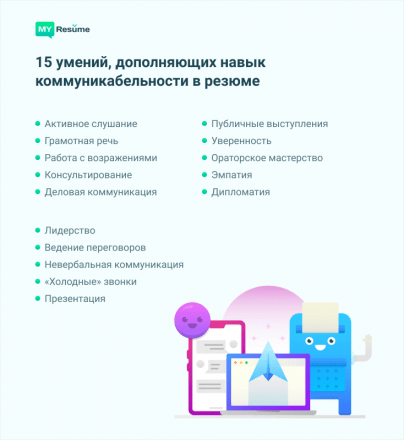 MY Resume
15 умений, дополняющих навык
коммуникабельности в резюме
Активное слушание
Грамотная речь
Работа с возражениями
Консультирование
Деловая коммуникация
Публичные выступления
Уверенность
Ораторское мастерство
Эмпатия
Дипломатия
Лидерство
Ведение переговоров
Невербальная коммуникация
«Холодные» звонки
Презентация